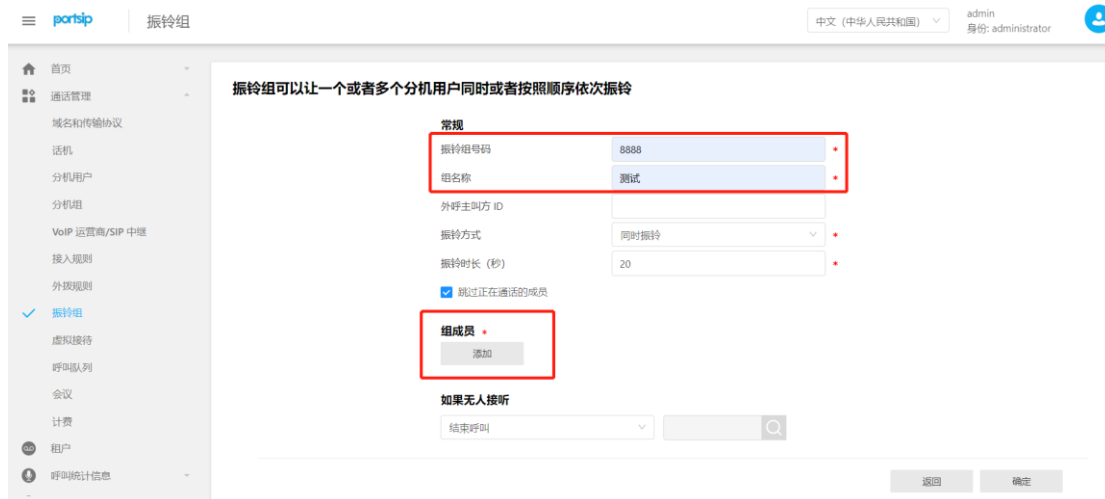 portsip
振铃组
中文 (中华人民共和国)
admin
身份: administrator
首页
通话管理
域名和传输协议
话机
分机用户
分机组
VoIP 运营商/SIP 中继
接入规则
外拨规则
振铃组
虚拟接待
呼叫队列
会议
计费
租户
呼叫统计信息
振铃组可以让一个或者多个分机用户同时或者按照顺序依次振铃
常规
振铃组号码 8888 *
组名称 测试 *
外呼主叫方 ID
振铃方式 同时振铃 *
振铃时长 (秒) 20 *
跳过正在通话的成员
组成员 *
添加
如果无人接听
结束呼叫
返回 确定